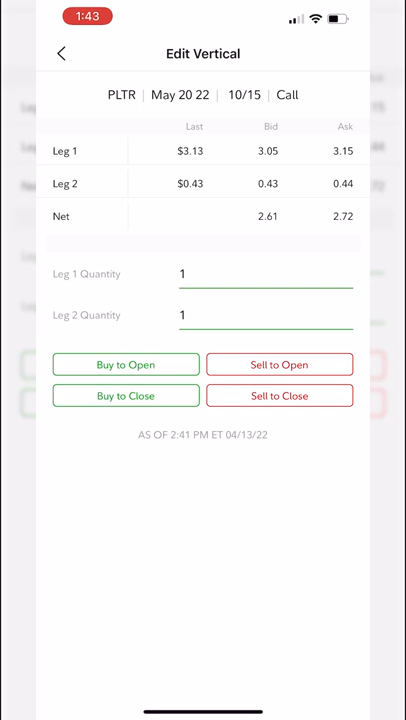 1:43
Edit Vertical
PLTR | May 20 22 | 10/15 | Call
Last Bid Ask
Leg 1 $3.13 3.05 3.15
Leg 2 $0.43 0.43 0.44
Net 2.61 2.72
Leg 1 Quantity 1
Leg 2 Quantity 1
Buy to Open Sell to Open
Buy to Close Sell to Close
AS OF 2:41 PM ET 04/13/22